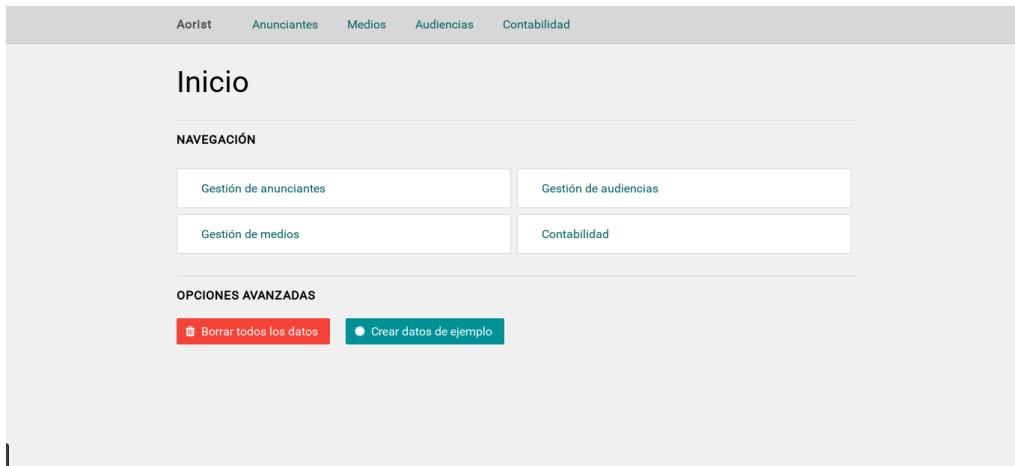 Aorist Anunciantes Medios Audiencias Contabilidad
Inicio
NAVEGACIÓN
Gestión de anunciantes Gestión de audiencias
Gestión de medios Contabilidad
OPCIONES AVANZADAS
Borrar todos los datos Crear datos de ejemplo